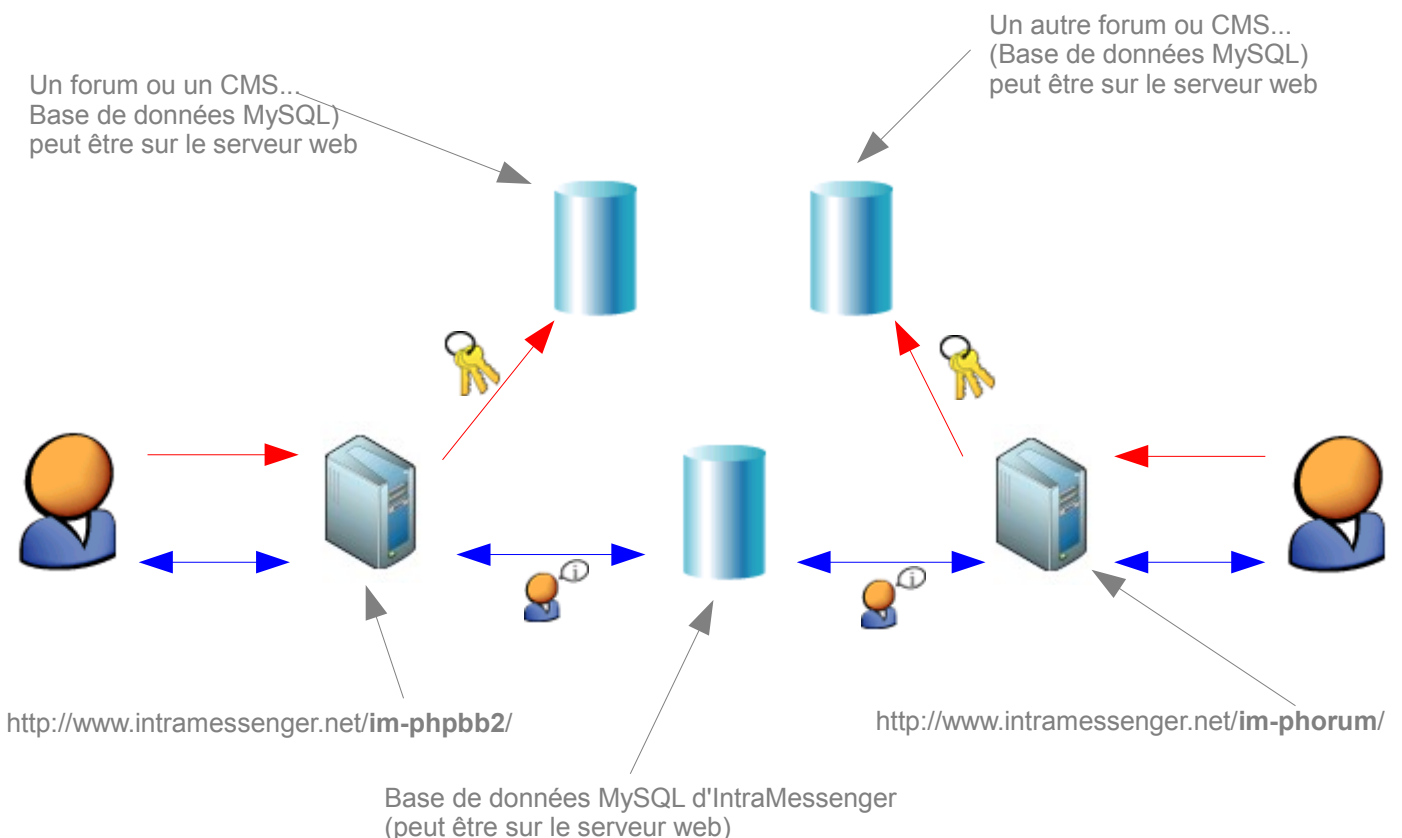 Un autre forum ou CMS...
(Base de données MySQL)
peut être sur le serveur web
Un forum ou un CMS...
Base de données MySQL)
peut être sur le serveur web
http://www.intramessenger.net/im-phpbb2/
http://www.intramessenger.net/im-phorum/
Base de données MySQL d'IntraMessenger
(peut être sur le serveur web)